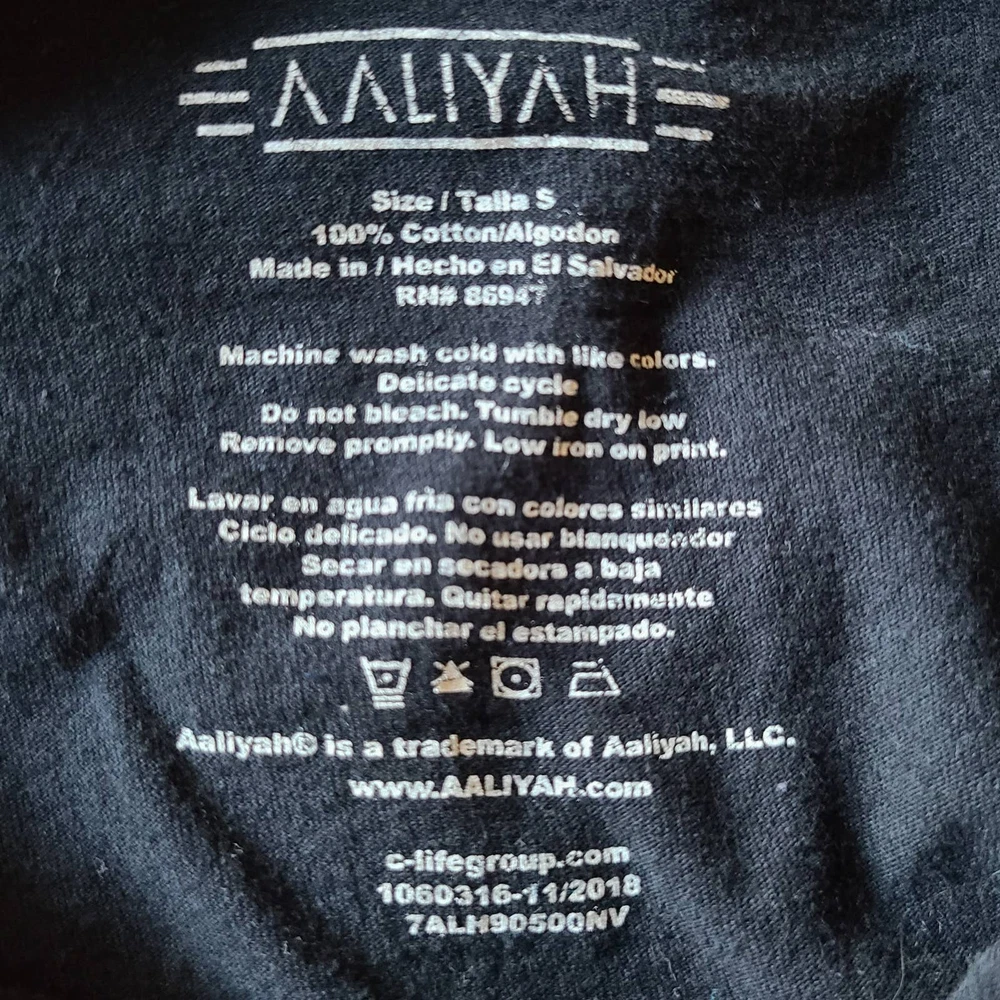 AALIYAH
Size / Talla S
100% Cotton/Algodon
Made in / Hecho en El Salvador
RN# 86947
Machine wash cold with like colors.
Delicate cycle
Do not bleach. Tumble dry low
Remove promptly. Low iron on print.
Lavar en agua fria con colores similares
Ciclo delicado. No usar blanqueador
Secar en secadora a baja
temperatura. Quitar rapidamente
No planchar el estampado.
Aaliyah® is a trademark of Aaliyah, LLC.
www.AALIYAH.com
c-lifegroup.com
1060316-11/2018
7ALH90500NV